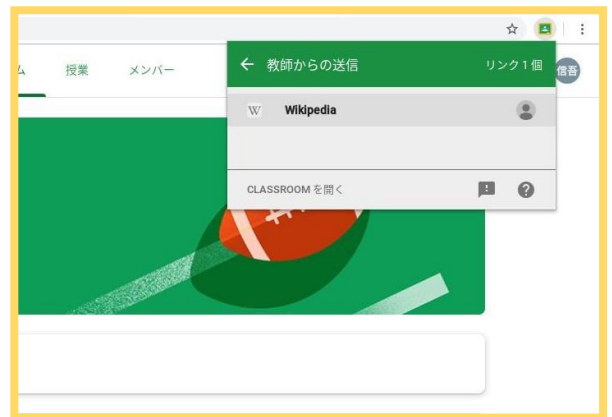 ム 授業 メンバー
教師からの送信 リンク1個
信吾
W Wikipedia
CLASSROOM を開く